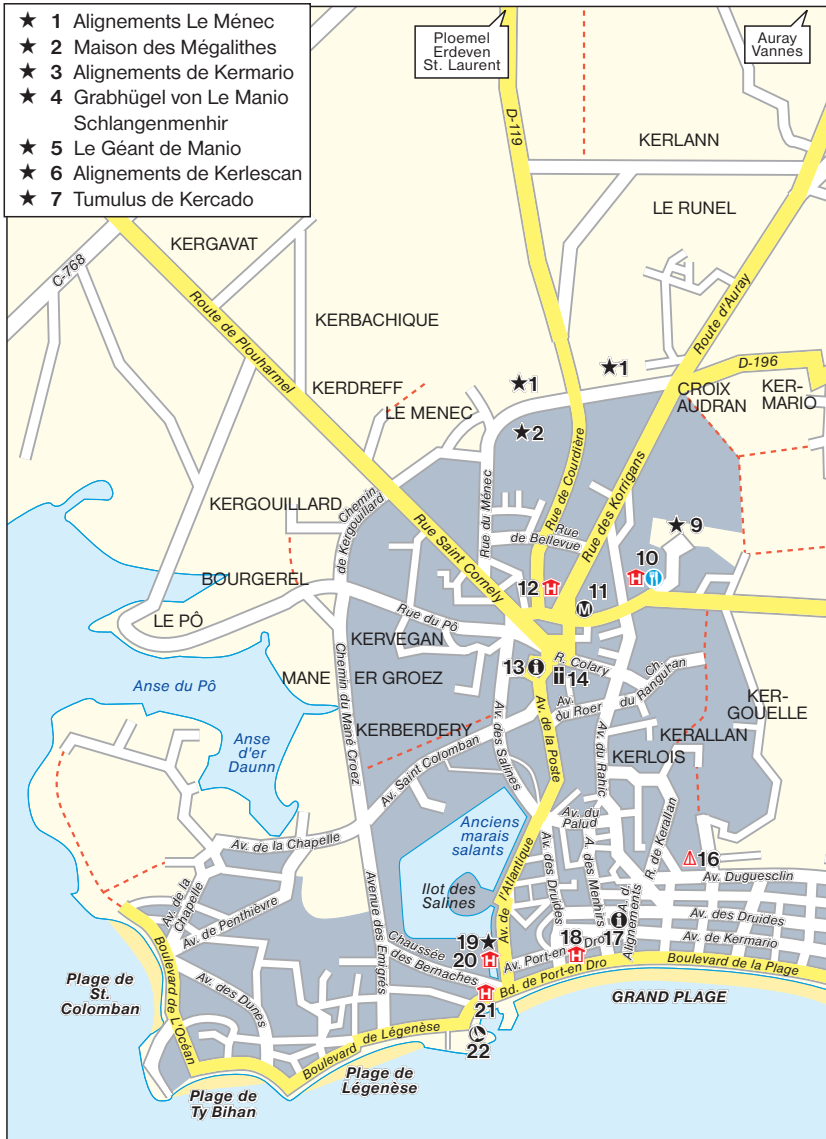 ★ 1 Alignements Le Ménec
★ 2 Maison des Mégalithes
★ 3 Alignements de Kermario
★ 4 Grabhügel von Le Manio
Schlangenmenhir
★ 5 Le Géant de Manio
★ 6 Alignements de Kerlescan
★ 7 Tumulus de Kercado
Ploemel
Erdeven
St. Laurent
Auray
Vannes
D-119
KERLANN
LE RUNEL
KERGAVAT
C-768
Route de Plouharmel
Route d'Auray
KERBACHIQUE
1
1
D-196
KERDREFF
CROIX
AUDRAN
KER-
MARIO
LE MENEC
2
Rue de Courdière
Rue des Korrigans
Rue du Ménec
KERGOUILLARD
Chemin
de Kergouillard
Rue Saint Cornely
Rue
de Bellevue
9
10
BOURGEREL
12
11
M
LE PÔ
Rue du Pô
KERVEGAN
R. Colary
13
14
Ch.
du Rangul'an
Anse du Pô
MANE
ER GROEZ
Av.
du Roer
KER-
GOUELLE
Chemin du Mané Croez
Av. des Salines
Av. de la Poste
KERBERDERY
KERALLAN
Anse
d'er
Daunn
Av. du Rahic
KERLOIS
Av. Saint Colomban
Anciens
marais
salants
Av. du
Palud
R. de Kerallan
16
Av. de la Chapelle
Av. Duguesclin
Ilot des
Salines
Av. de l'Atlantique
Av. des Druides
A. des Menhirs
A. d.
Alignements
Av. de la
Chapelle
Av. de Penthièvre
Avenue des Emigrés
Av. des Druides
17
Av. de Kermario
19
20
Chaussée
des Bernaches
18
Av. Port-en Dro
Boulevard de la Plage
Plage de
St.
Colomban
Boulevard de L'Océan
Av. des Dunes
21
Bd. de Port-en Dro
GRAND PLAGE
22
Boulevard de Légenèse
Plage de
Légenèse
Plage de
Ty Bihan